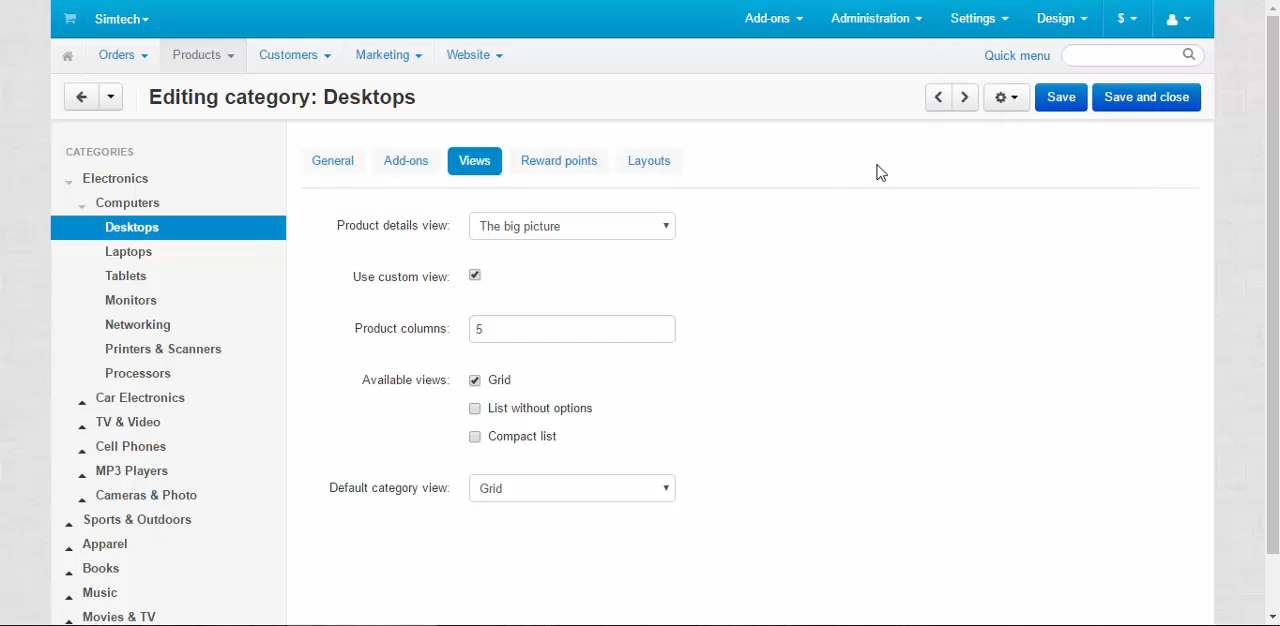 Simtech
Add-ons
Administration
Settings
Design
$
Orders
Products
Customers
Marketing
Website
Quick menu
Editing category: Desktops
Save
Save and close
CATEGORIES
Electronics
Computers
Desktops
Laptops
Tablets
Monitors
Networking
Printers & Scanners
Processors
Car Electronics
TV & Video
Cell Phones
MP3 Players
Cameras & Photo
Sports & Outdoors
Apparel
Books
Music
Movies & TV
General
Add-ons
Views
Reward points
Layouts
Product details view:
The big picture
Use custom view:
Product columns:
5
Available views:
Grid
List without options
Compact list
Default category view:
Grid